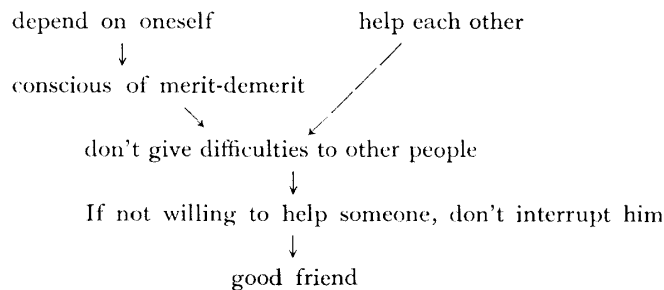 depend on oneself help each other
conscious of merit-demerit
don't give difficulties to other people
If not willing to help someone, don't interrupt him
good friend